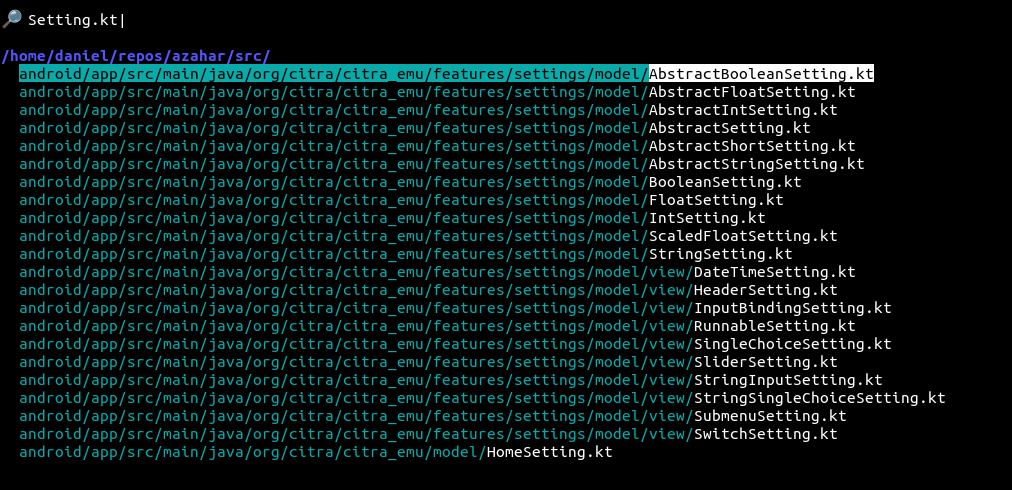 🔎 Setting.kt|
/home/daniel/repos/azahar/src/
android/app/src/main/java/org/citra/citra_emu/features/settings/model/AbstractBooleanSetting.kt
android/app/src/main/java/org/citra/citra_emu/features/settings/model/AbstractFloatSetting.kt
android/app/src/main/java/org/citra/citra_emu/features/settings/model/AbstractIntSetting.kt
android/app/src/main/java/org/citra/citra_emu/features/settings/model/AbstractSetting.kt
android/app/src/main/java/org/citra/citra_emu/features/settings/model/AbstractShortSetting.kt
android/app/src/main/java/org/citra/citra_emu/features/settings/model/AbstractStringSetting.kt
android/app/src/main/java/org/citra/citra_emu/features/settings/model/BooleanSetting.kt
android/app/src/main/java/org/citra/citra_emu/features/settings/model/FloatSetting.kt
android/app/src/main/java/org/citra/citra_emu/features/settings/model/IntSetting.kt
android/app/src/main/java/org/citra/citra_emu/features/settings/model/ScaledFloatSetting.kt
android/app/src/main/java/org/citra/citra_emu/features/settings/model/StringSetting.kt
android/app/src/main/java/org/citra/citra_emu/features/settings/model/view/DateTimeSetting.kt
android/app/src/main/java/org/citra/citra_emu/features/settings/model/view/HeaderSetting.kt
android/app/src/main/java/org/citra/citra_emu/features/settings/model/view/InputBindingSetting.kt
android/app/src/main/java/org/citra/citra_emu/features/settings/model/view/RunnableSetting.kt
android/app/src/main/java/org/citra/citra_emu/features/settings/model/view/SingleChoiceSetting.kt
android/app/src/main/java/org/citra/citra_emu/features/settings/model/view/SliderSetting.kt
android/app/src/main/java/org/citra/citra_emu/features/settings/model/view/StringInputSetting.kt
android/app/src/main/java/org/citra/citra_emu/features/settings/model/view/StringSingleChoiceSetting.kt
android/app/src/main/java/org/citra/citra_emu/features/settings/model/view/SubmenuSetting.kt
android/app/src/main/java/org/citra/citra_emu/features/settings/model/view/SwitchSetting.kt
android/app/src/main/java/org/citra/citra_emu/model/HomeSetting.kt